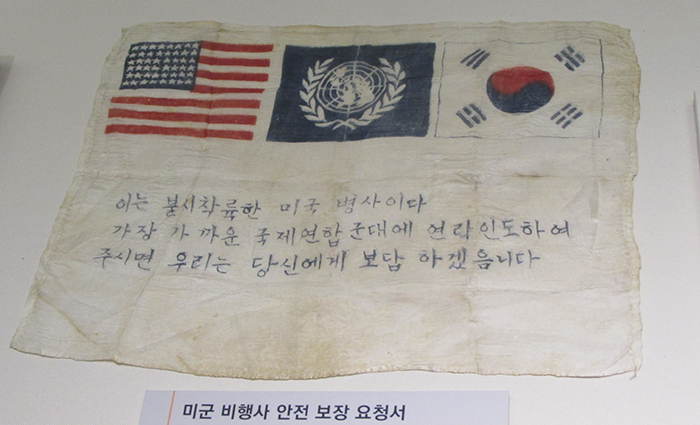 이는 불시착륙한 미국 병사이다
가장 가까운 국제연합군대에 연락인도하여
주시면 우리는 당신에게 보답 하겠읍니다
미군 비행사 안전 보장 요청서